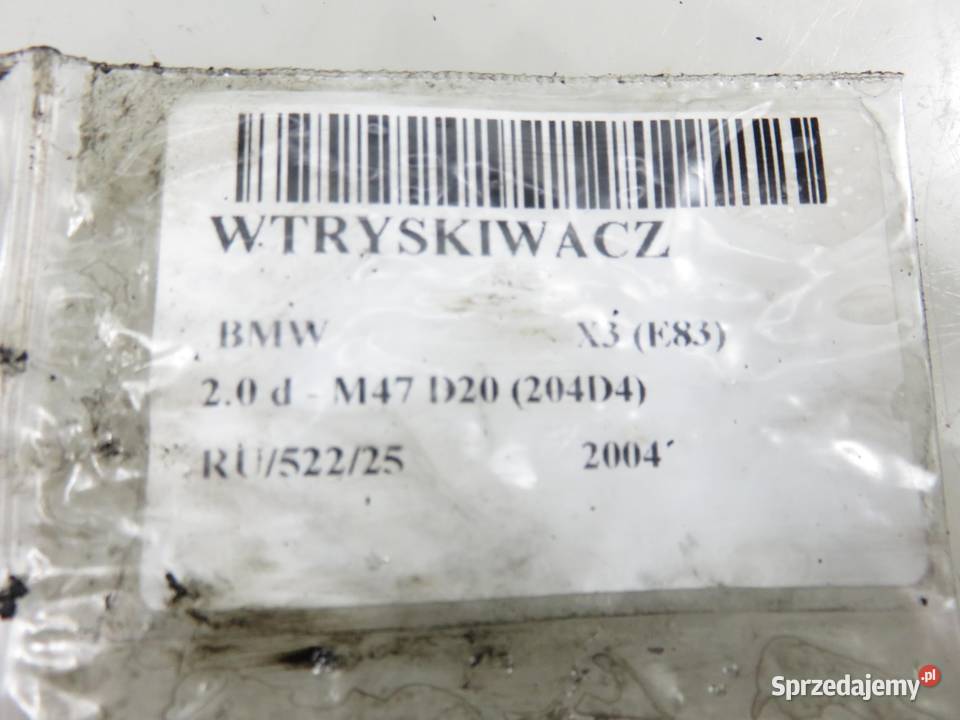 WTRYSKIWACZ
BMW X3 (E83)
2.0 d - M47 D20 (204D4)
RU/522/25 2004
Sprzedajemy.pl